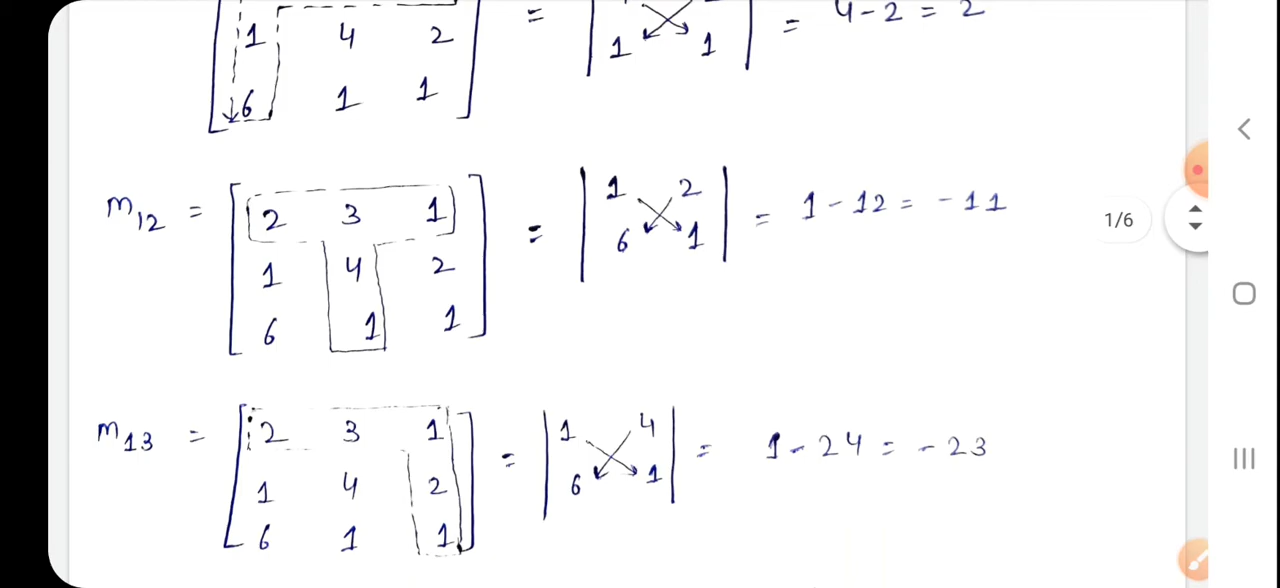 1 4 2 = 1 1 = 4 - 2 = 2
6 1 1
m12 = [ 2 3 1 = | 1 2 = 1 - 12 = - 11
1 4 2 6 1 |
6 1 1 ]
m13 = [ 2 3 1 = | 1 4 = 1 - 24 = - 23
1 4 2 6 1 |
6 1 1 ]
1/6